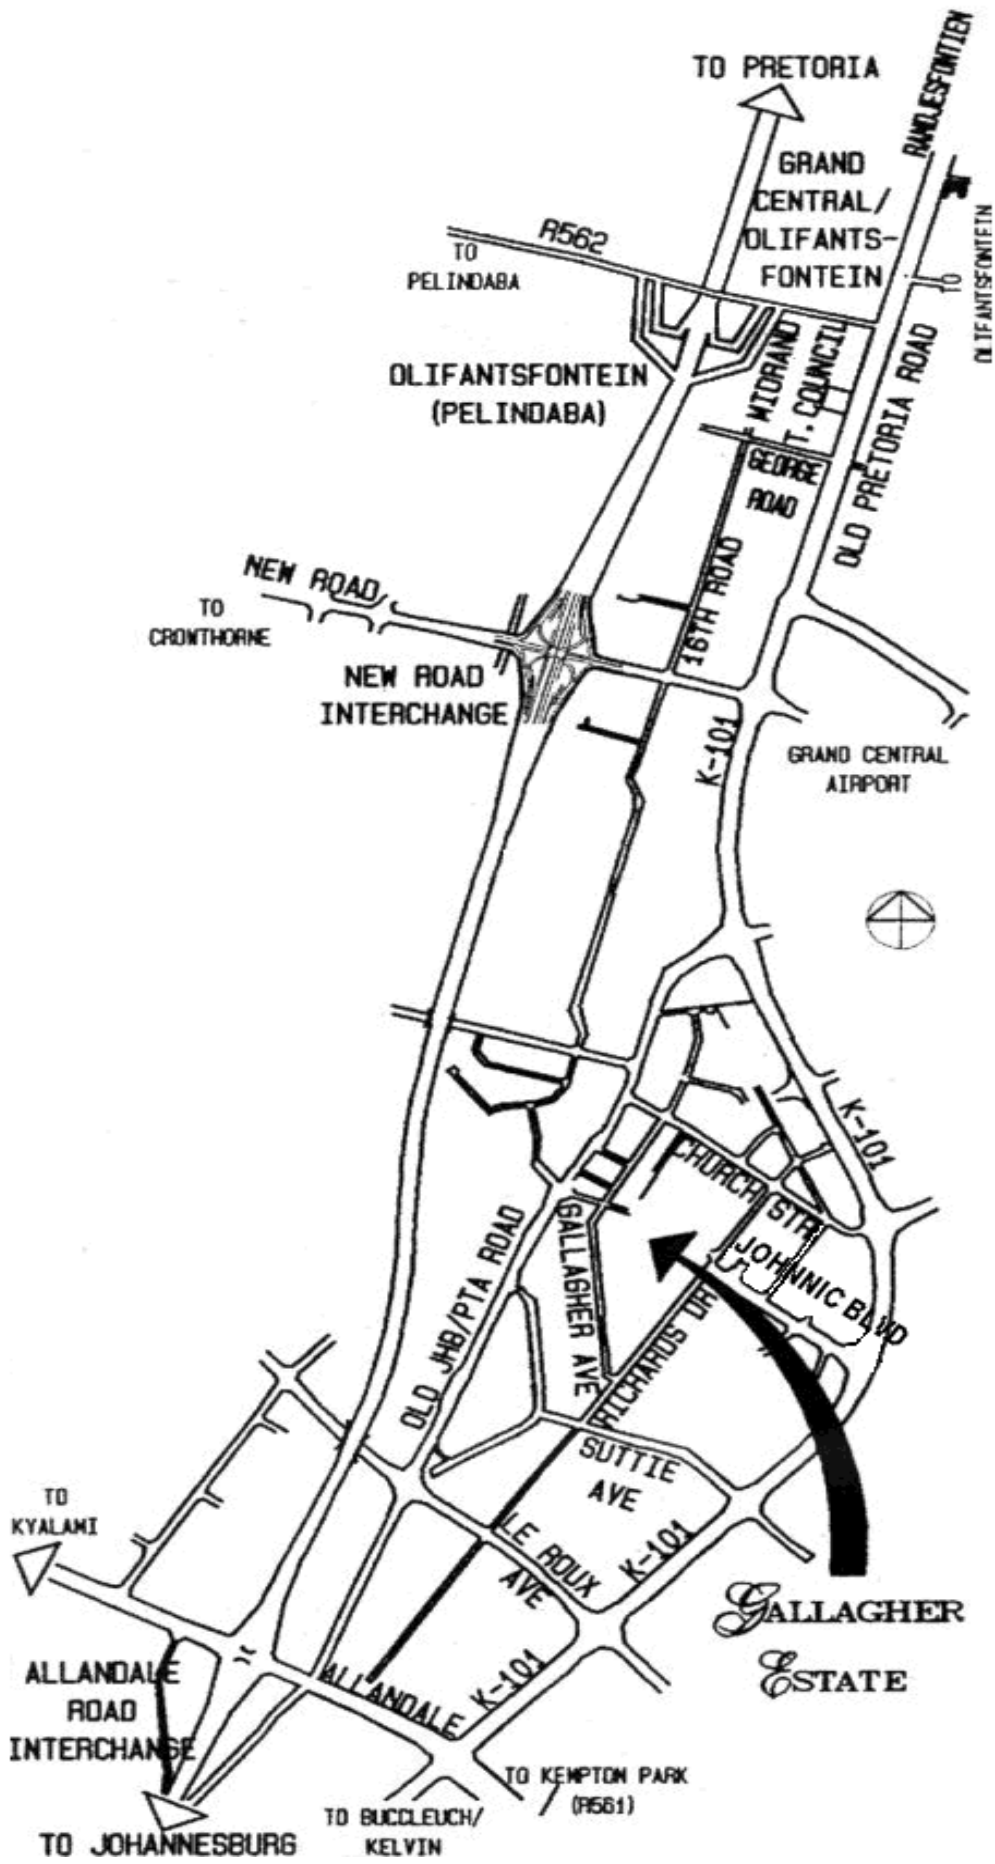 TO PRETORIA
RANDJESFONTIEN
GRAND
CENTRAL/
OLIFANTS-
FONTEIN
R562
TO
PELINDABA
TO
OLIFANTSFONTEIN
OLIFANTSFONTEIN
(PELINDABA)
MIDRAND
T. COUNCIL
GEORGE
ROAD
OLD PRETORIA ROAD
NEW ROAD
TO
CROWTHORNE
16TH ROAD
NEW ROAD
INTERCHANGE
K-101
GRAND CENTRAL
AIRPORT
K-101
CHURCH STR
JOHNNIC BLVD
GALLAGHER AVE
OLD JHB/PTA ROAD
RICHARDS DR
SUTTIE
AVE
TO
KYALAMI
LE ROUX
AVE
K-101
GALLAGHER
ESTATE
ALLANDALE
ROAD
INTERCHANGE
ALLANDALE
K-101
TO KEMPTON PARK
(R561)
TO BUCCLEUCH/
KELVIN
TO JOHANNESBURG